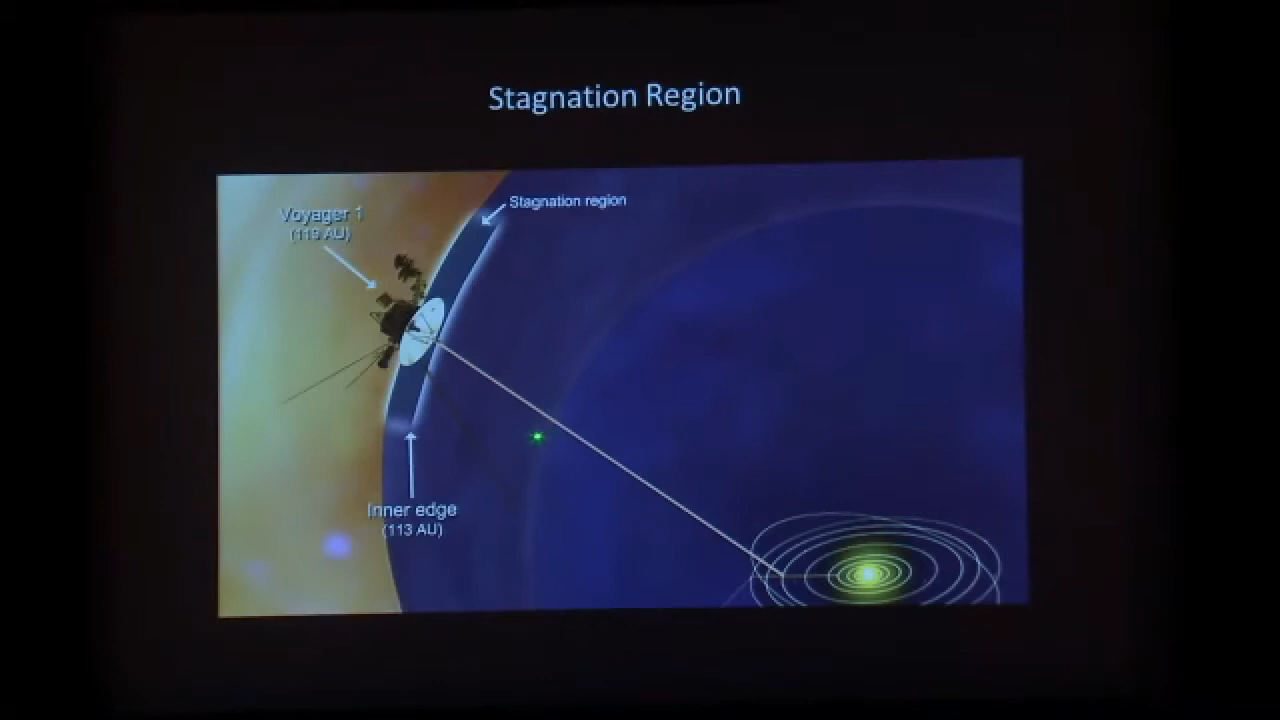 Stagnation Region
Stagnation region
Voyager 1
(119 AU)
Inner edge
(113 AU)